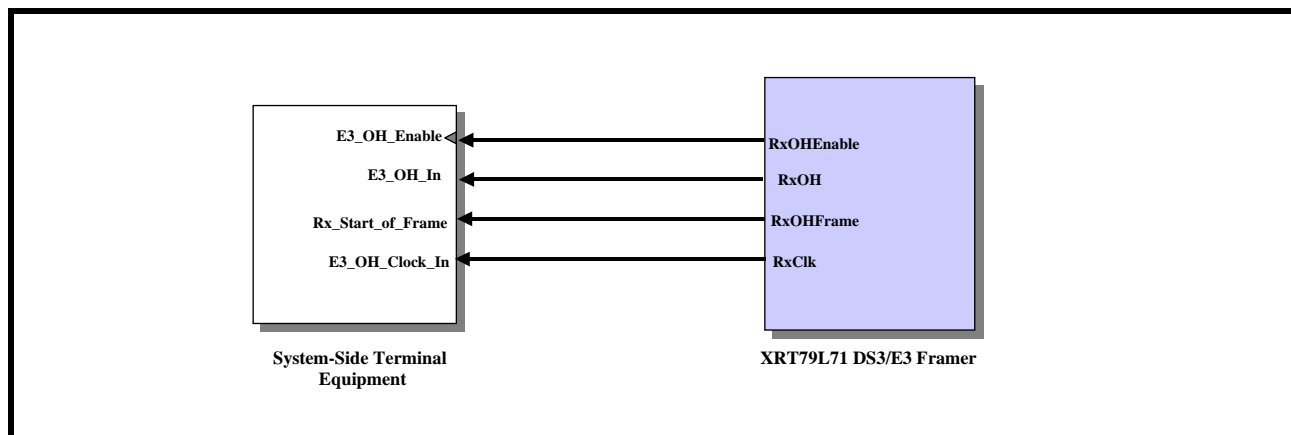 E3_OH_Enable
E3_OH_In
Rx_Start_of_Frame
E3_OH_Clock_In
RxOHEnable
RxOH
RxOHFrame
RxClk
System-Side Terminal
Equipment
XRT79L71 DS3/E3 Framer